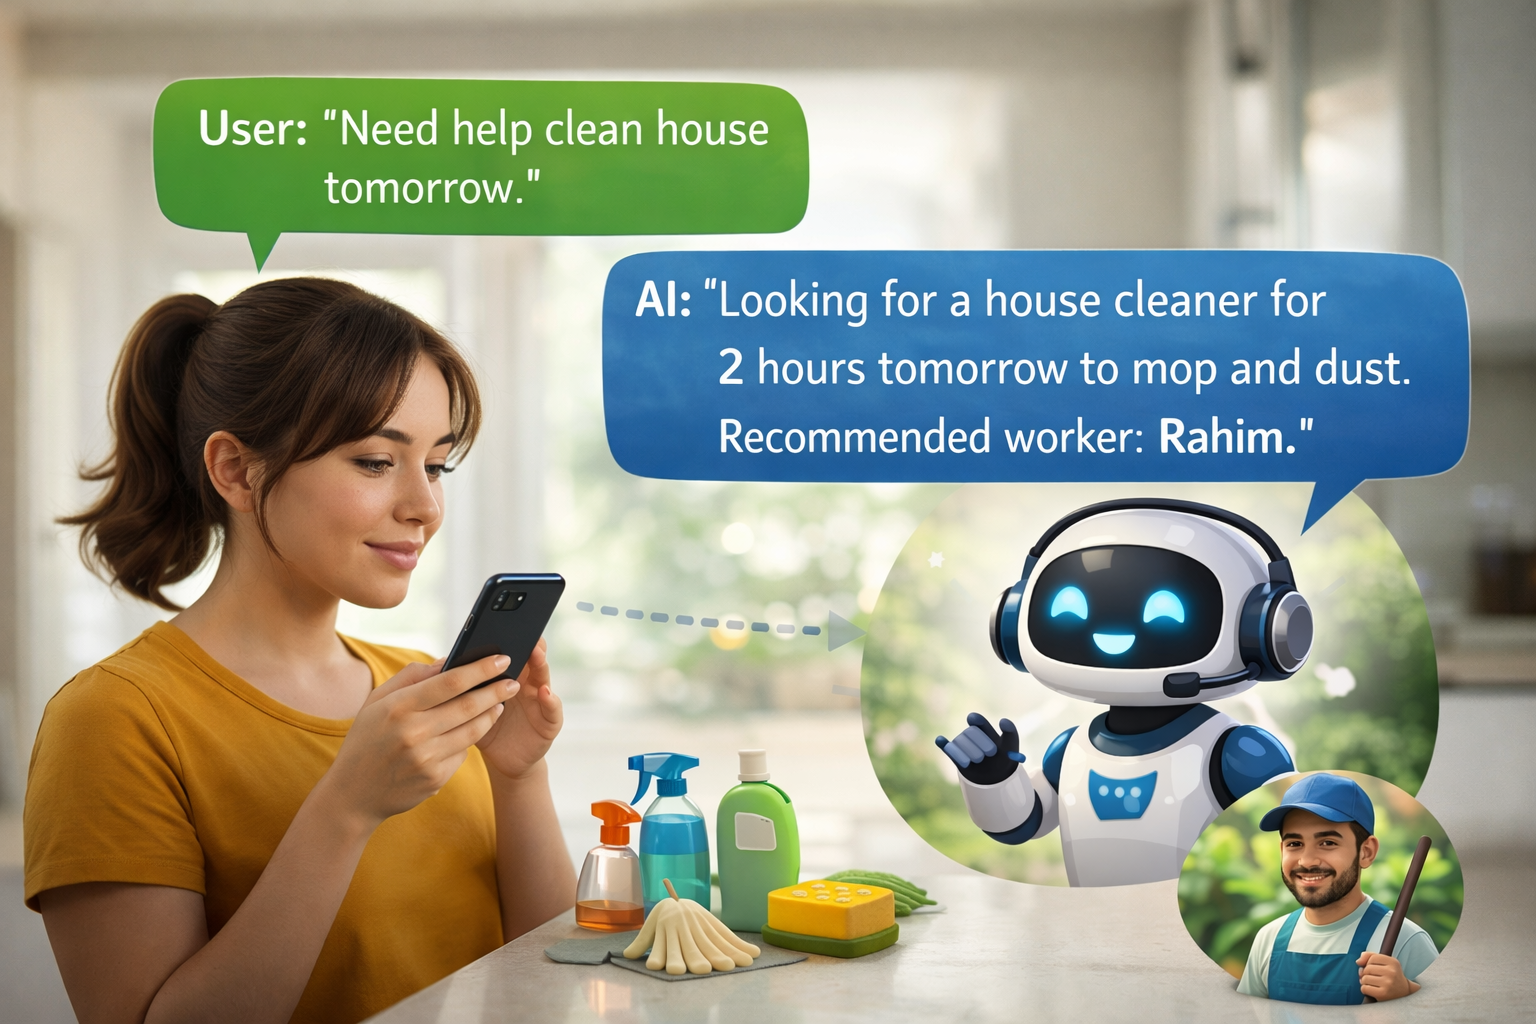 User: "Need help clean house
tomorrow."
AI: "Looking for a house cleaner for
2 hours tomorrow to mop and dust.
Recommended worker: Rahim."